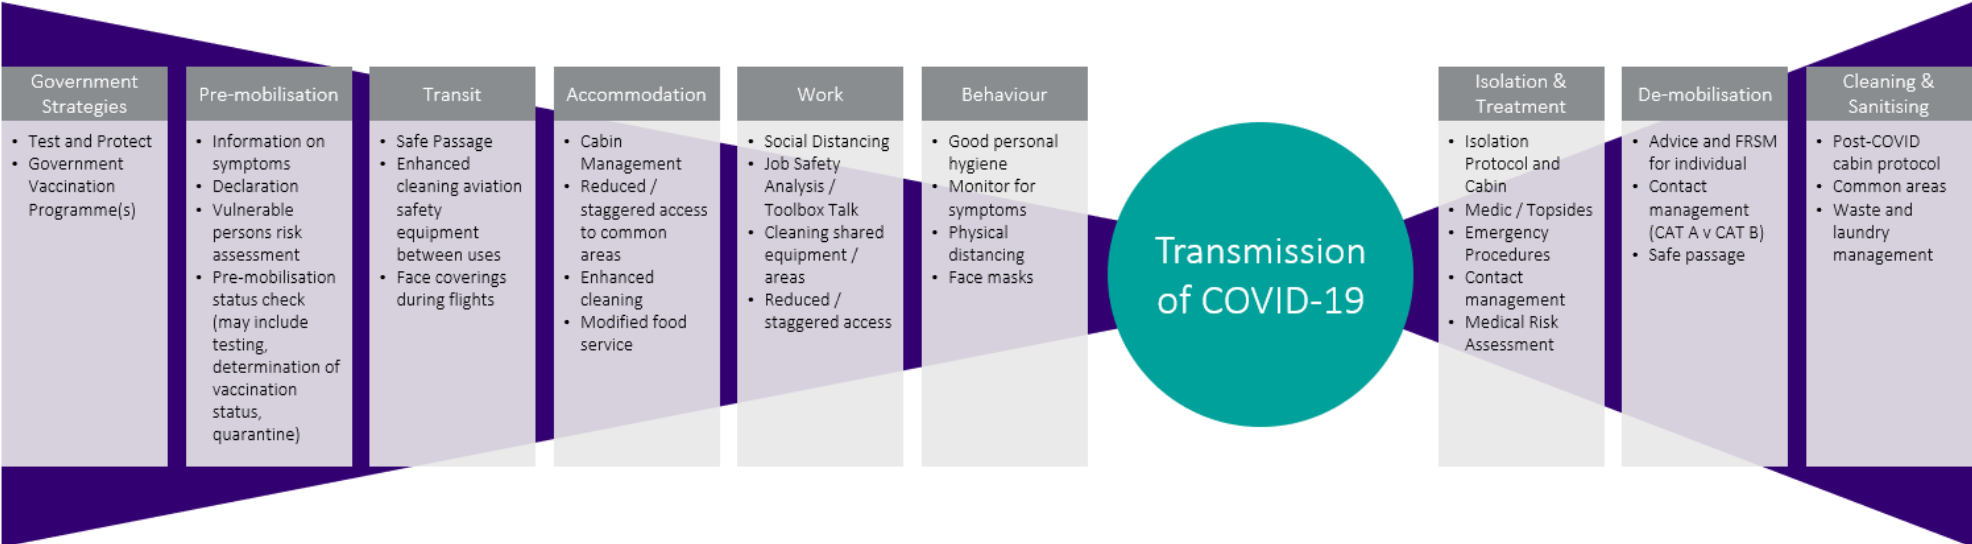 Government
Strategies
• Test and Protect
• Government
Vaccination
Programme(s)
Pre-mobilisation
• Information on
symptoms
• Declaration
• Vulnerable
persons risk
assessment
• Pre-mobilisation
status check
(may include
testing,
determination of
vaccination
status,
quarantine)
Transit
• Safe Passage
• Enhanced
cleaning aviation
safety
equipment
between uses
• Face coverings
during flights
Accommodation
• Cabin
Management
• Reduced /
staggered access
to common
areas
• Enhanced
cleaning
• Modified food
service
Work
• Social Distancing
• Job Safety
Analysis /
Toolbox Talk
• Cleaning shared
equipment /
areas
• Reduced /
staggered access
Behaviour
• Good personal
hygiene
• Monitor for
symptoms
• Physical
distancing
• Face masks
Transmission
of COVID-19
Isolation &
Treatment
• Isolation
Protocol and
Cabin
• Medic / Topsides
• Emergency
Procedures
• Contact
management
• Medical Risk
Assessment
De-mobilisation
• Advice and FRSM
for individual
• Contact
management
(CAT A v CAT B)
• Safe passage
Cleaning &
Sanitising
• Post-COVID
cabin protocol
• Common areas
• Waste and
laundry
management